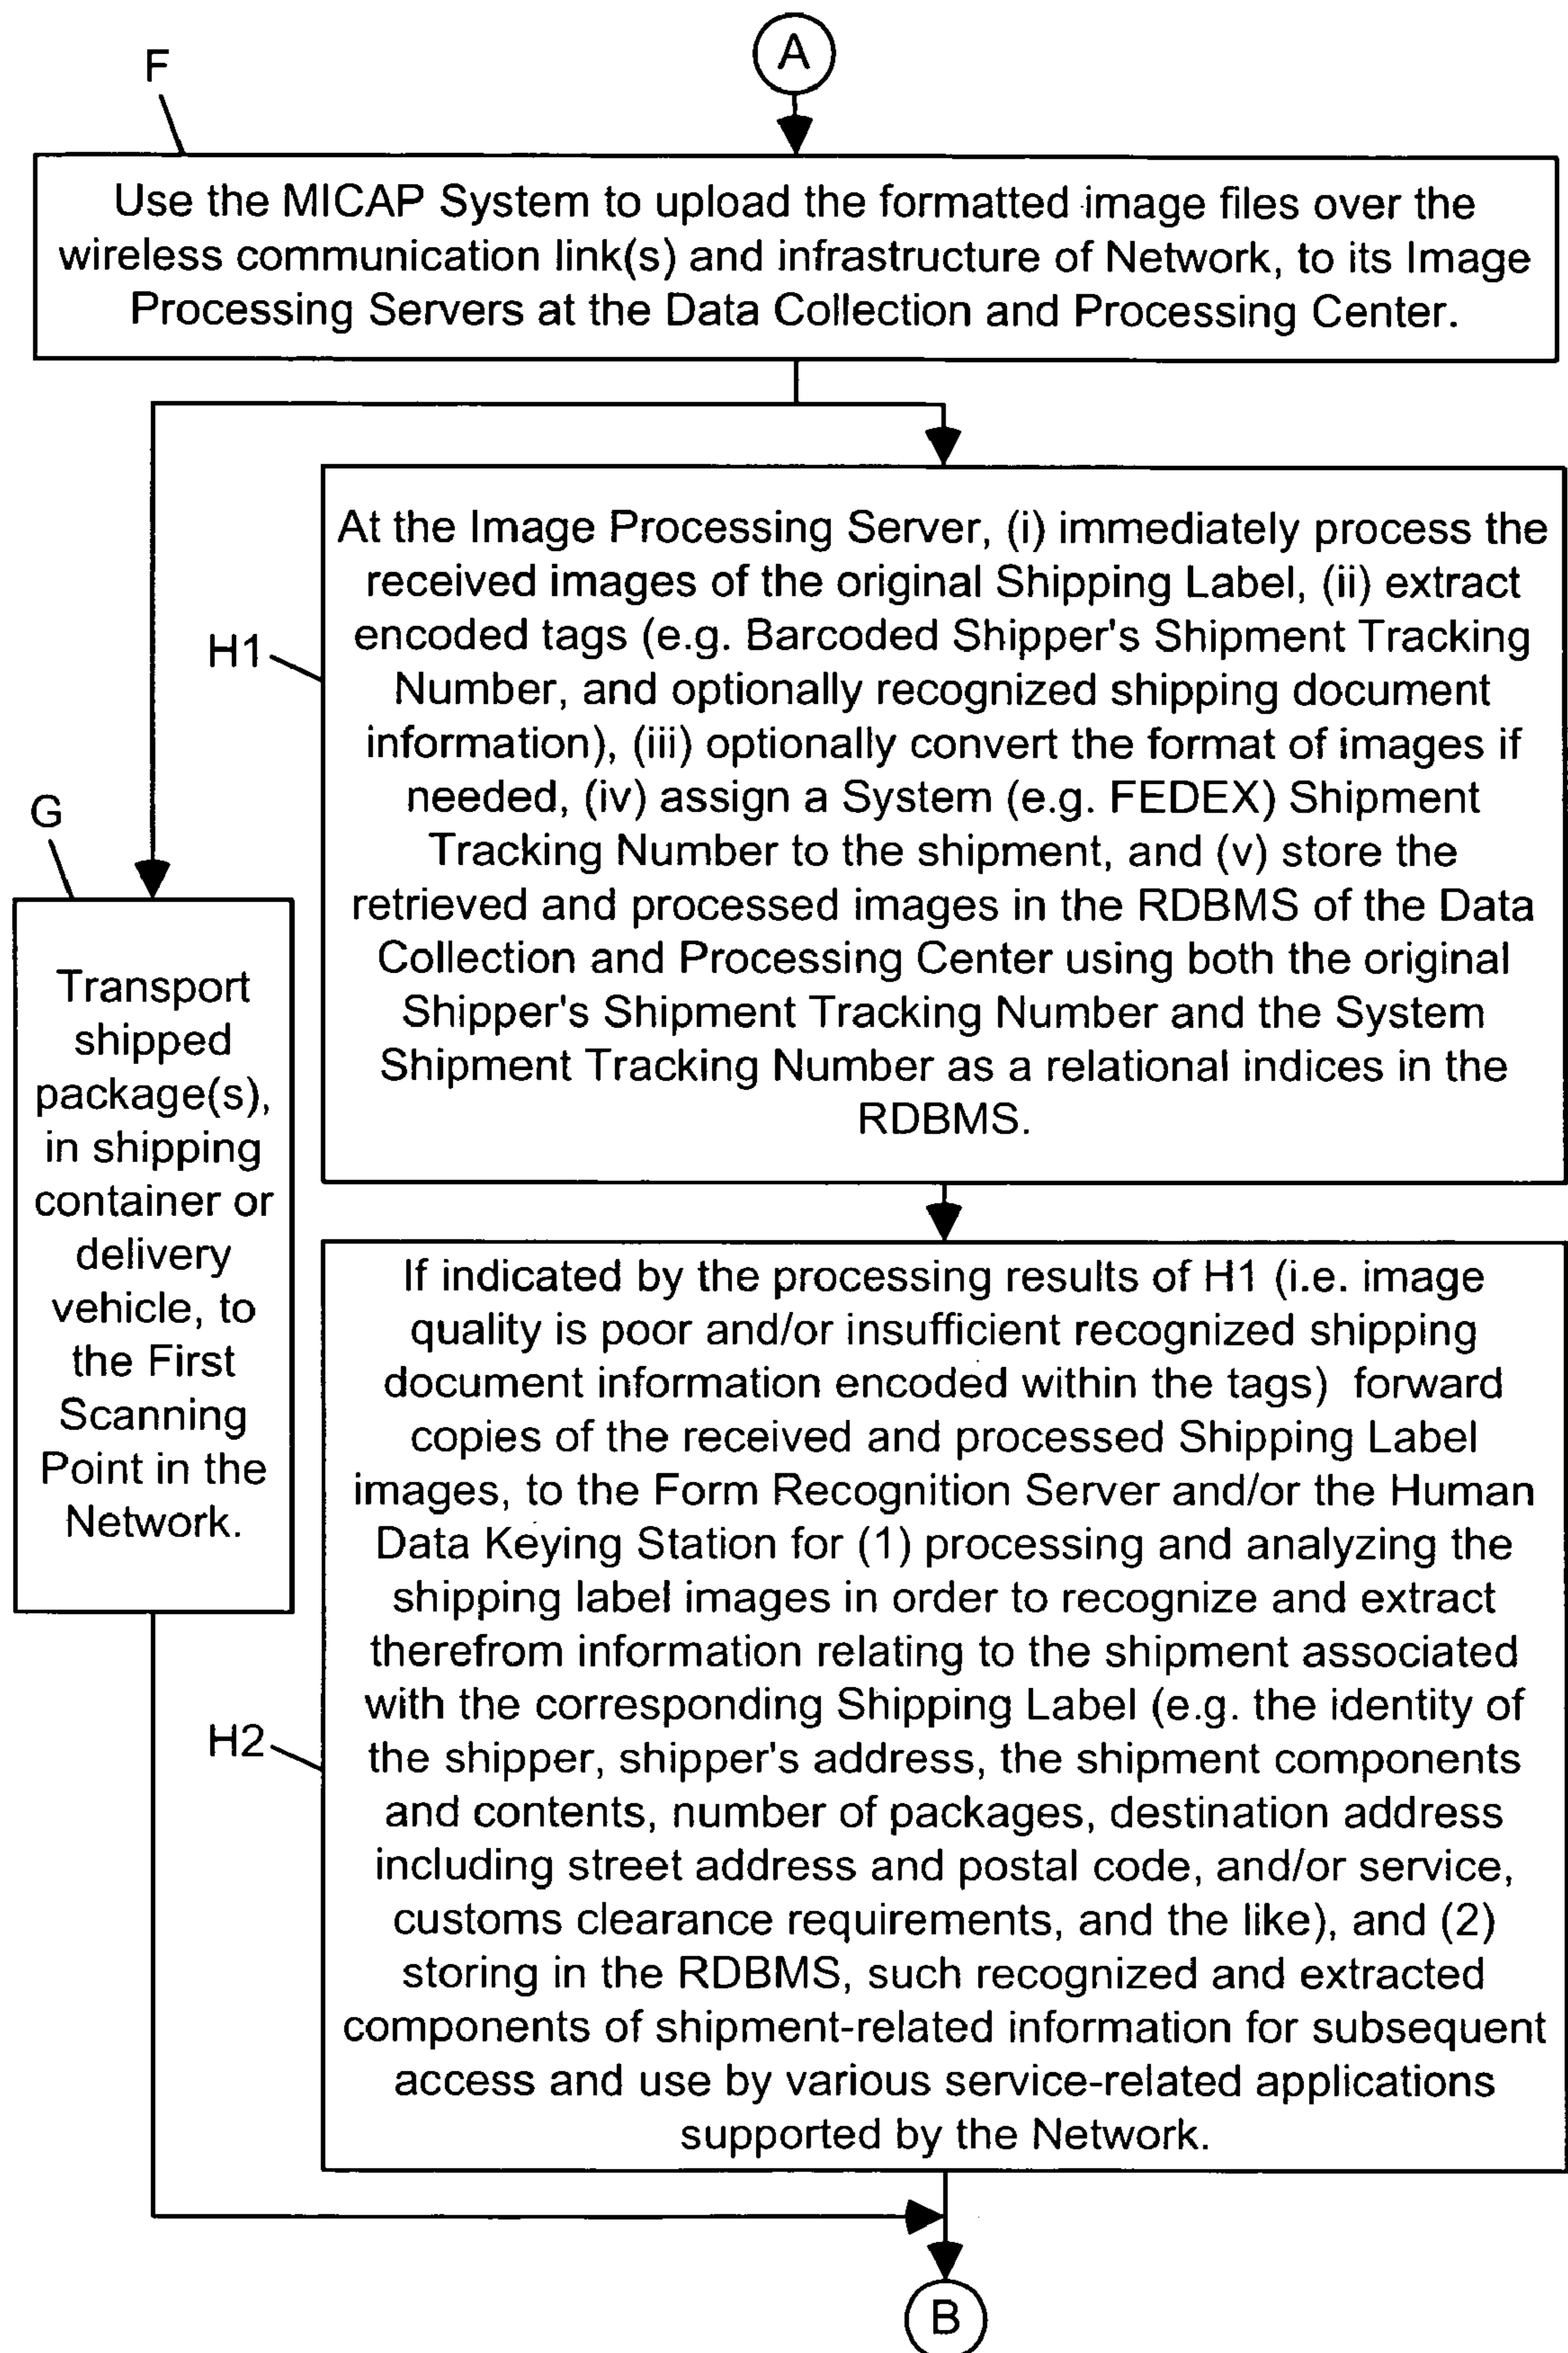 A
F
Use the MICAP System to upload the formatted image files over the
wireless communication link(s) and infrastructure of Network, to its Image
Processing Servers at the Data Collection and Processing Center.
H1
At the Image Processing Server, (i) immediately process the
received images of the original Shipping Label, (ii) extract
encoded tags (e.g. Barcoded Shipper's Shipment Tracking
Number, and optionally recognized shipping document
information), (iii) optionally convert the format of images if
needed, (iv) assign a System (e.g. FEDEX) Shipment
Tracking Number to the shipment, and (v) store the
retrieved and processed images in the RDBMS of the Data
Collection and Processing Center using both the original
Shipper's Shipment Tracking Number and the System
Shipment Tracking Number as a relational indices in the
RDBMS.
G
Transport
shipped
package(s),
in shipping
container or
delivery
vehicle, to
the First
Scanning
Point in the
Network.
H2
If indicated by the processing results of H1 (i.e. image
quality is poor and/or insufficient recognized shipping
document information encoded within the tags) forward
copies of the received and processed Shipping Label
images, to the Form Recognition Server and/or the Human
Data Keying Station for (1) processing and analyzing the
shipping label images in order to recognize and extract
therefrom information relating to the shipment associated
with the corresponding Shipping Label (e.g. the identity of
the shipper, shipper's address, the shipment components
and contents, number of packages, destination address
including street address and postal code, and/or service,
customs clearance requirements, and the like), and (2)
storing in the RDBMS, such recognized and extracted
components of shipment-related information for subsequent
access and use by various service-related applications
supported by the Network.
B